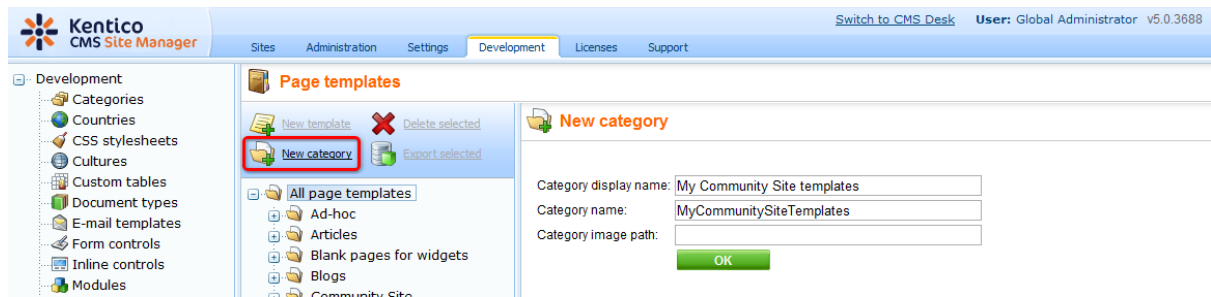 Kentico
CMS Site Manager
Switch to CMS Desk User: Global Administrator v5.0.3688
Sites Administration Settings Development Licenses Support
Development
Categories
Countries
CSS stylesheets
Cultures
Custom tables
Document types
E-mail templates
Form controls
Inline controls
Modules
Page templates
New template Delete selected
New category Export selected
All page templates
Ad-hoc
Articles
Blank pages for widgets
Blogs
Community Site
New category
Category display name: My Community Site templates
Category name: MyCommunitySiteTemplates
Category image path:
OK